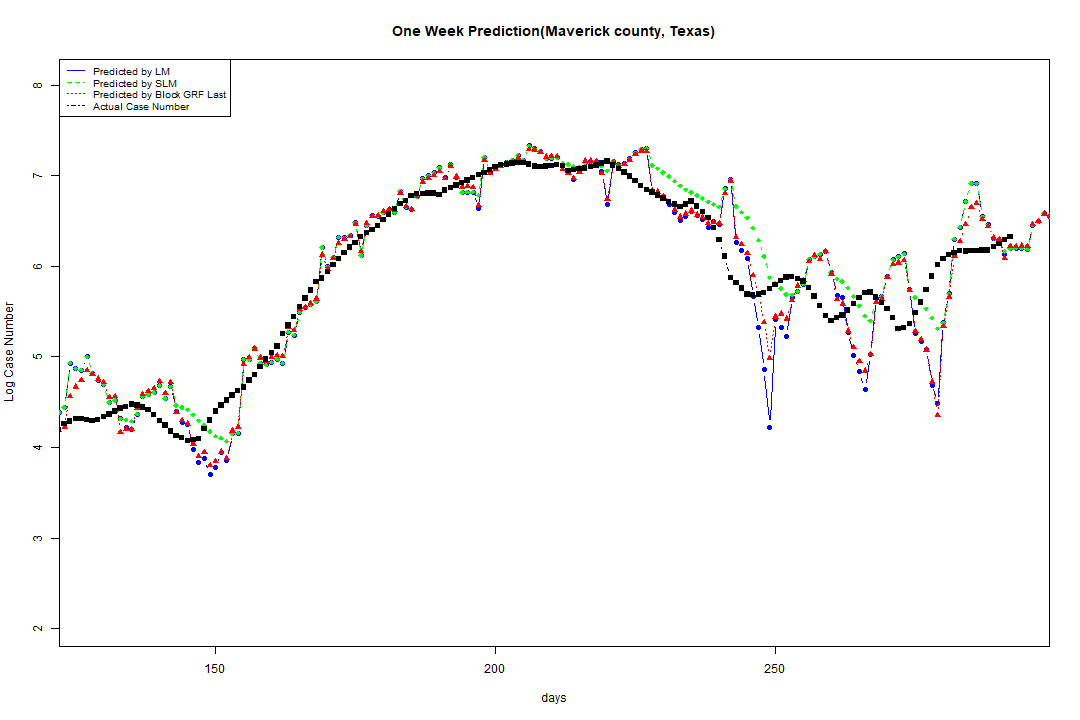 One Week Prediction(Maverick county, Texas)
Predicted by LM
Predicted by SLM
Predicted by Block GRF Last
Actual Case Number
8
7
6
5
4
3
2
Log Case Number
150
200
250
days